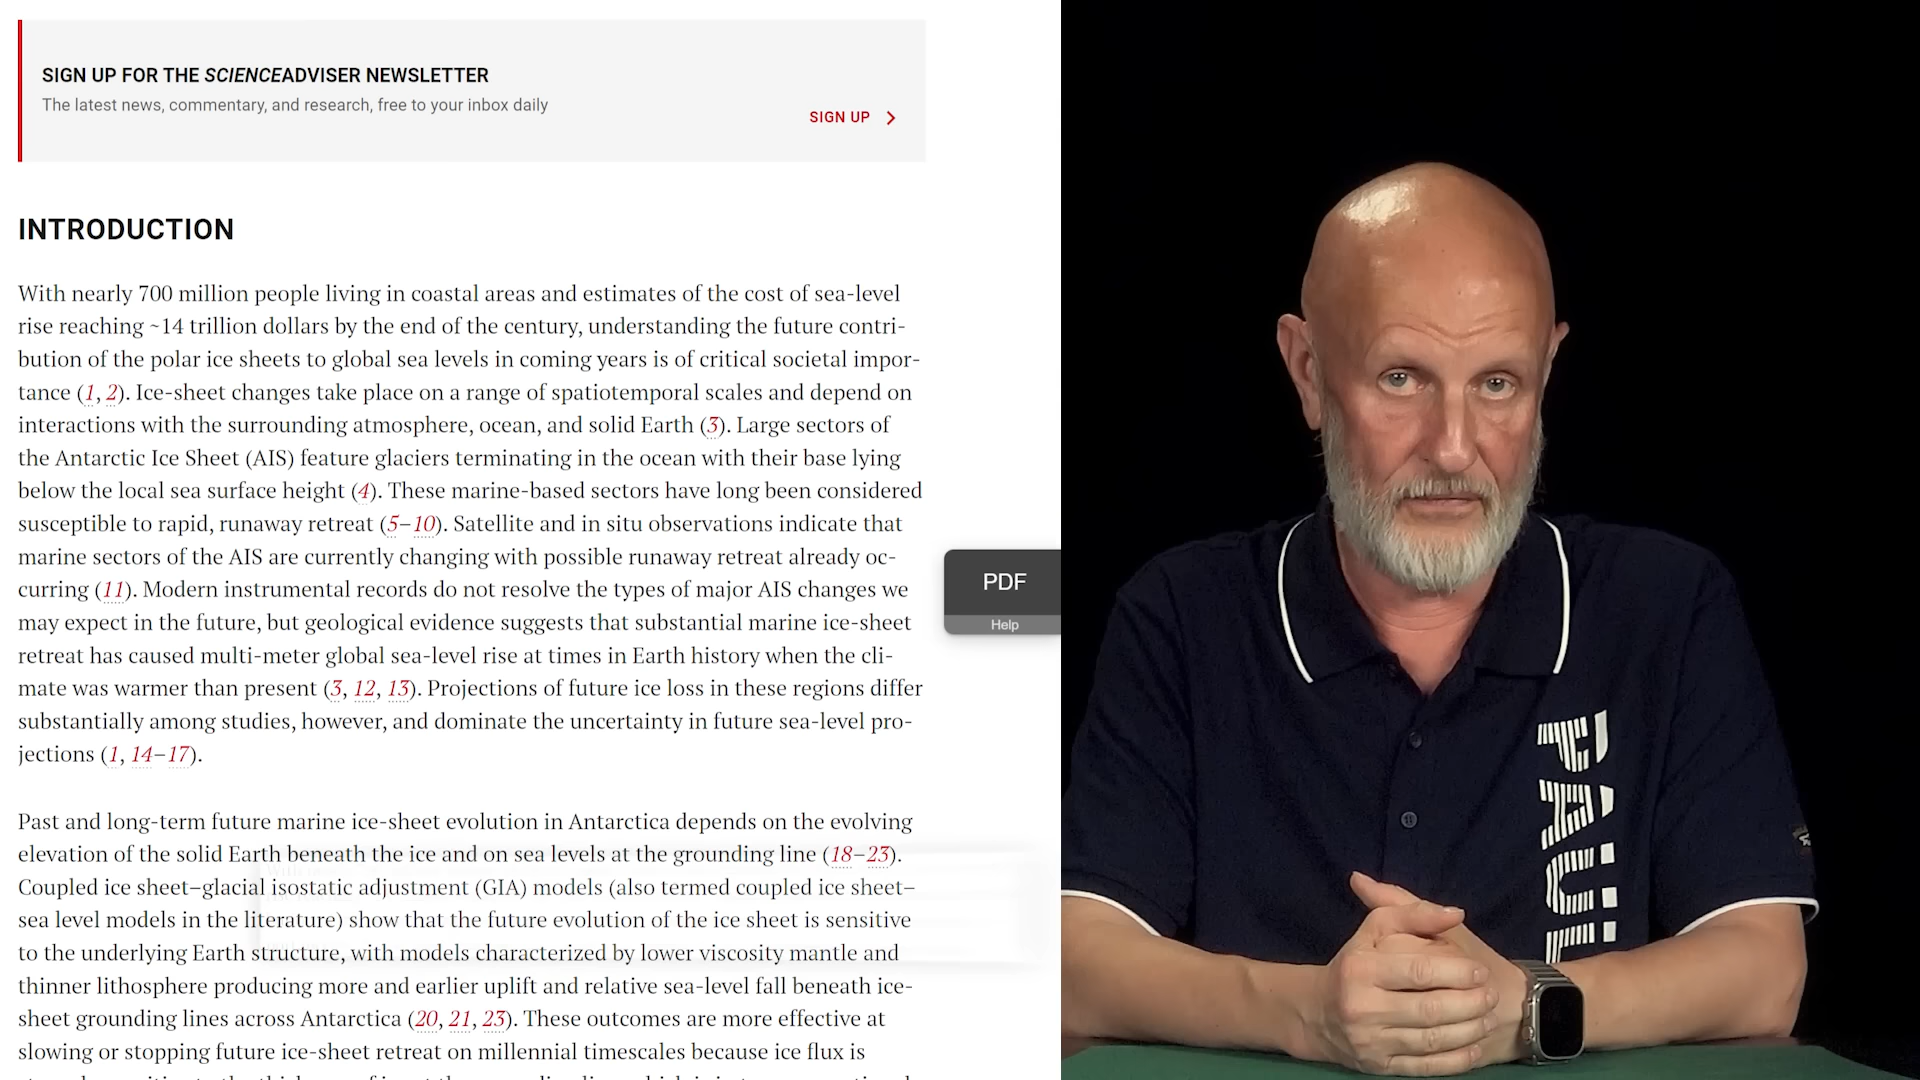 SIGN UP FOR THE SCIENCEADVISER NEWSLETTER
The latest news, commentary, and research, free to your inbox daily
SIGN UP
INTRODUCTION
With nearly 700 million people living in coastal areas and estimates of the cost of sea-level
rise reaching ~14 trillion dollars by the end of the century, understanding the future contri-
bution of the polar ice sheets to global sea levels in coming years is of critical societal impor-
tance (1, 2). Ice-sheet changes take place on a range of spatiotemporal scales and depend on
interactions with the surrounding atmosphere, ocean, and solid Earth (3). Large sectors of
the Antarctic Ice Sheet (AIS) feature glaciers terminating in the ocean with their base lying
below the local sea surface height (4). These marine-based sectors have long been considered
susceptible to rapid, runaway retreat (5–10). Satellite and in situ observations indicate that
marine sectors of the AIS are currently changing with possible runaway retreat already oc-
curring (11). Modern instrumental records do not resolve the types of major AIS changes we
may expect in the future, but geological evidence suggests that substantial marine ice-sheet
retreat has caused multi-meter global sea-level rise at times in Earth history when the cli-
mate was warmer than present (3, 12, 13). Projections of future ice loss in these regions differ
substantially among studies, however, and dominate the uncertainty in future sea-level pro-
jections (1, 14–17).
Past and long-term future marine ice-sheet evolution in Antarctica depends on the evolving
elevation of the solid Earth beneath the ice and on sea levels at the grounding line (18–23).
Coupled ice sheet–glacial isostatic adjustment (GIA) models (also termed coupled ice sheet–
sea level models in the literature) show that the future evolution of the ice sheet is sensitive
to the underlying Earth structure, with models characterized by lower viscosity mantle and
thinner lithosphere producing more and earlier uplift and relative sea-level fall beneath ice-
sheet grounding lines across Antarctica (20, 21, 23). These outcomes are more effective at
slowing or stopping future ice-sheet retreat on millennial timescales because ice flux is
PDF
Help
PAUL